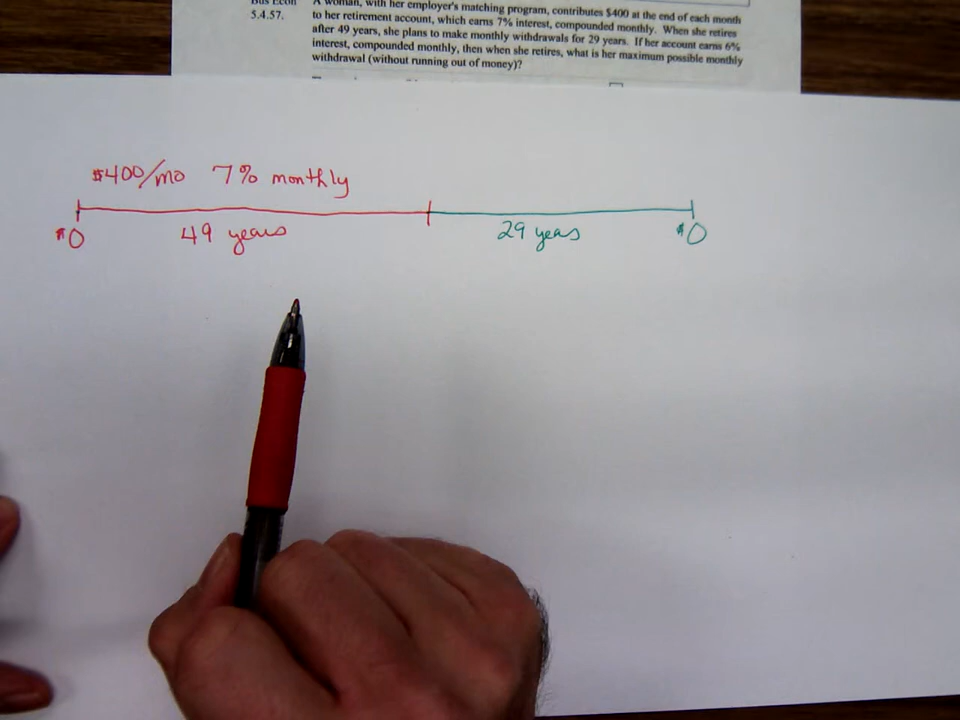 Bus Econ
5.4.57.
A woman, with her employer's matching program, contributes $400 at the end of each month
to her retirement account, which earns 7% interest, compounded monthly. When she retires
after 49 years, she plans to make monthly withdrawals for 29 years. If her account earns 6%
interest, compounded monthly, then when she retires, what is her maximum possible monthly
withdrawal (without running out of money)?
$400/mo 7% monthly
$0 49 years 29 years $0